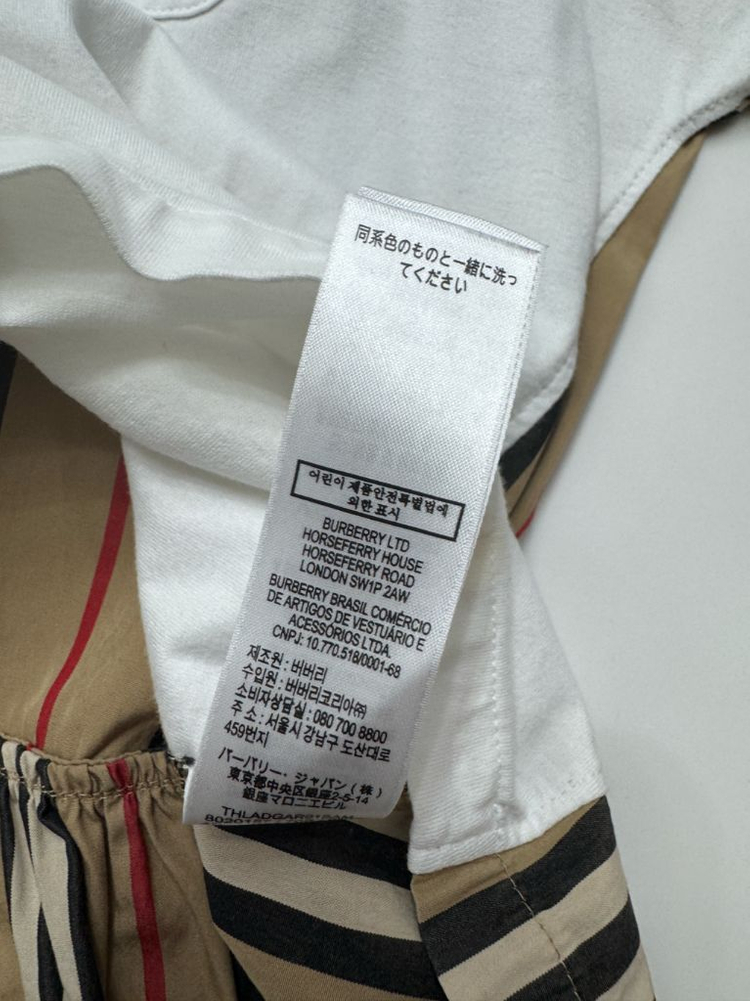 同系色のものと一緒に洗っ
てください
어린이 제품안전특별법에
의한 표시
BURBERRY LTD
HORSEFERRY HOUSE
HORSEFERRY ROAD
LONDON SW1P 2AW
BURBERRY BRASIL COMÉRCIO
DE ARTIGOS DE VESTUÁRIO E
ACESSÓRIOS LTDA.
CNPJ: 10.770.518/0001-68
제조원 : 버버리
수입원 : 버버리코리아㈜
소비자상담실 : 080 700 8800
주 소 : 서울시 강남구 도산대로
459번지
バーバリー・ジャパン(株)
東京都中央区銀座2-5-14
銀座マロニエビル